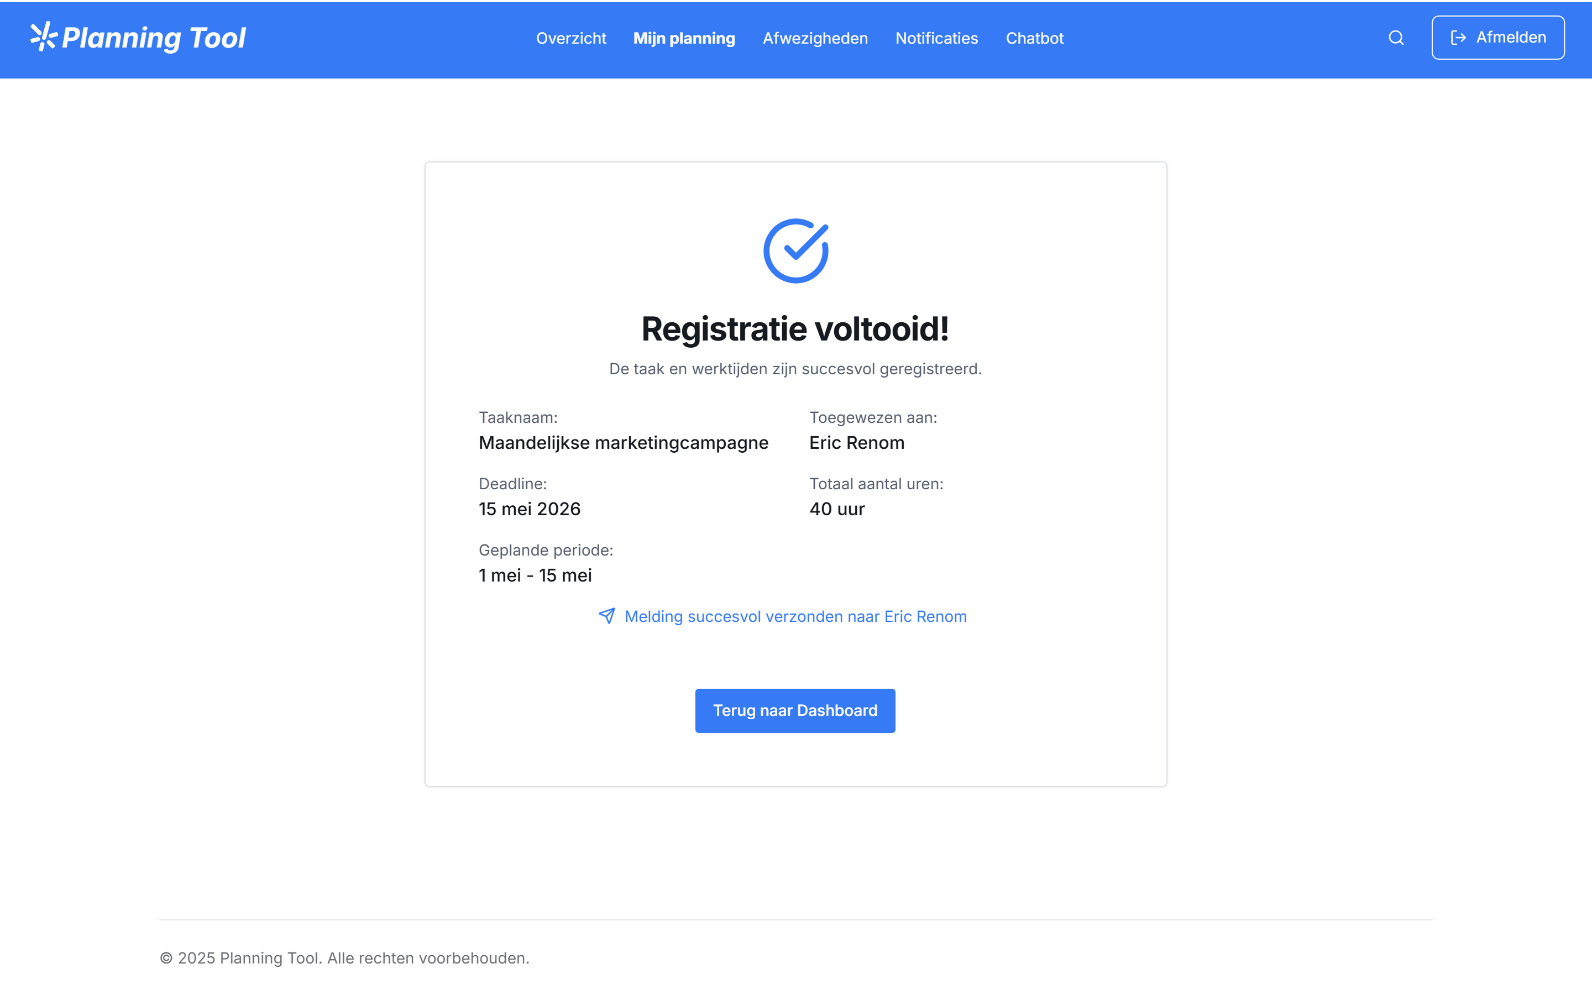 Planning Tool
Overzicht Mijn planning Afwezigheden Notificaties Chatbot
Afmelden
Registratie voltooid!
De taak en werktijden zijn succesvol geregistreerd.
Taaknaam: Toegewezen aan:
Maandelijkse marketingcampagne Eric Renom
Deadline: Totaal aantal uren:
15 mei 2026 40 uur
Geplande periode:
1 mei - 15 mei
Melding succesvol verzonden naar Eric Renom
Terug naar Dashboard
© 2025 Planning Tool. Alle rechten voorbehouden.